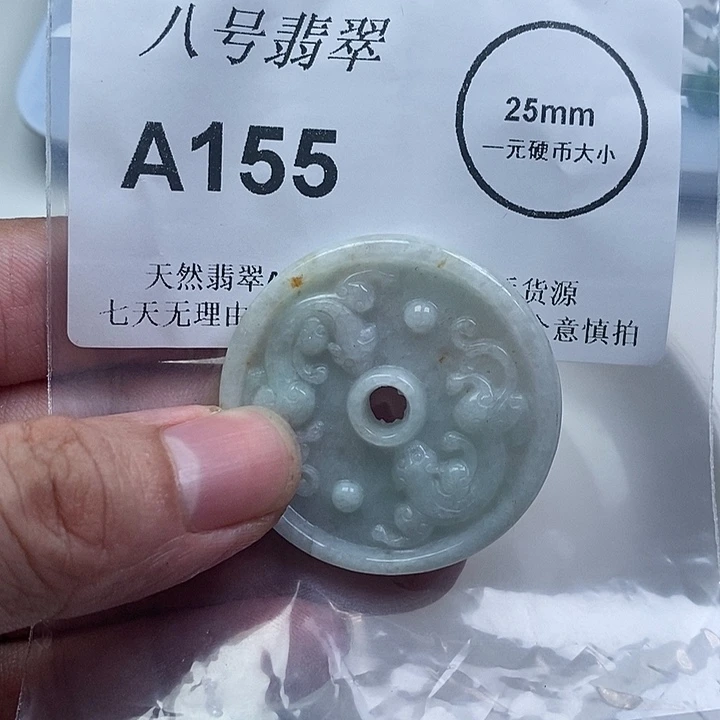 八号翡翠
A155
25mm
一元硬币大小
天然翡翠 货源
七天无理由 意慎拍